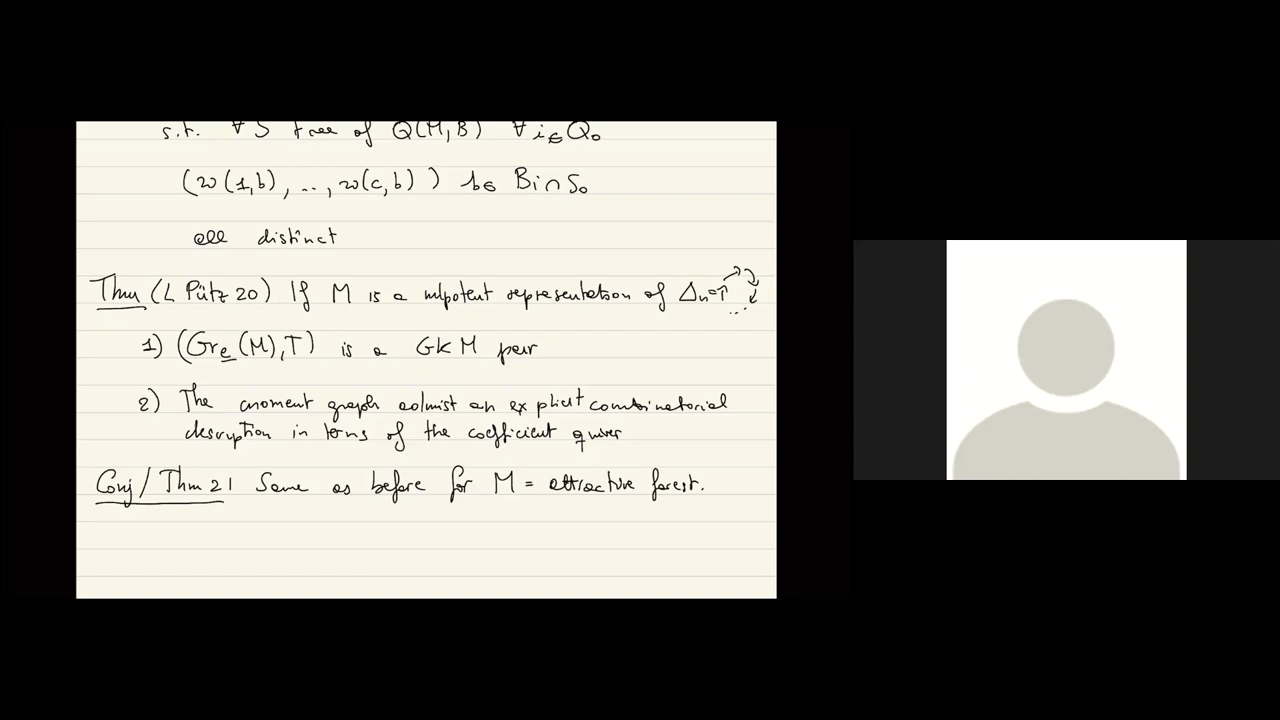 s.t. ∀ S tree of Q(M,B) ∀ i∈Q₀
(w(1,b), ..., w(c,b)) b∈ Bi∩S₀
all distinct
Thm (L Pütz 20) If M is a nilpotent representation of Δn=
1) (Gr_e(M),T) is a GKM pair
2) The moment graph admist an explicit combinatorial
desruption in terms of the coefficient quiver
Conj/Thm 21 Same as before for M = attractive forest.